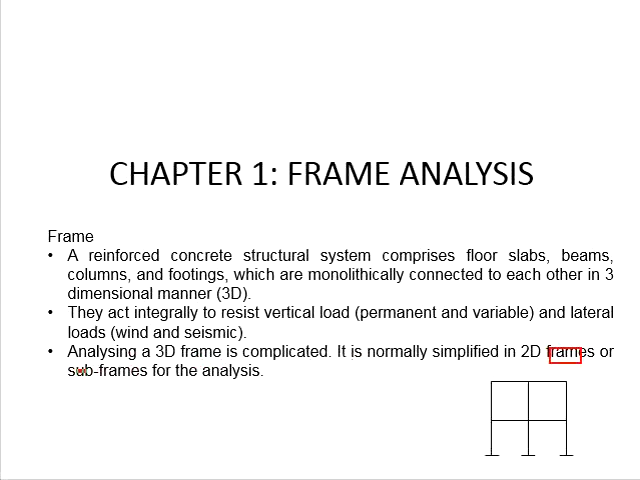 CHAPTER 1: FRAME ANALYSIS
Frame
• A reinforced concrete structural system comprises floor slabs, beams,
columns, and footings, which are monolithically connected to each other in 3
dimensional manner (3D).
• They act integrally to resist vertical load (permanent and variable) and lateral
loads (wind and seismic).
• Analysing a 3D frame is complicated. It is normally simplified in 2D frames or
sub-frames for the analysis.